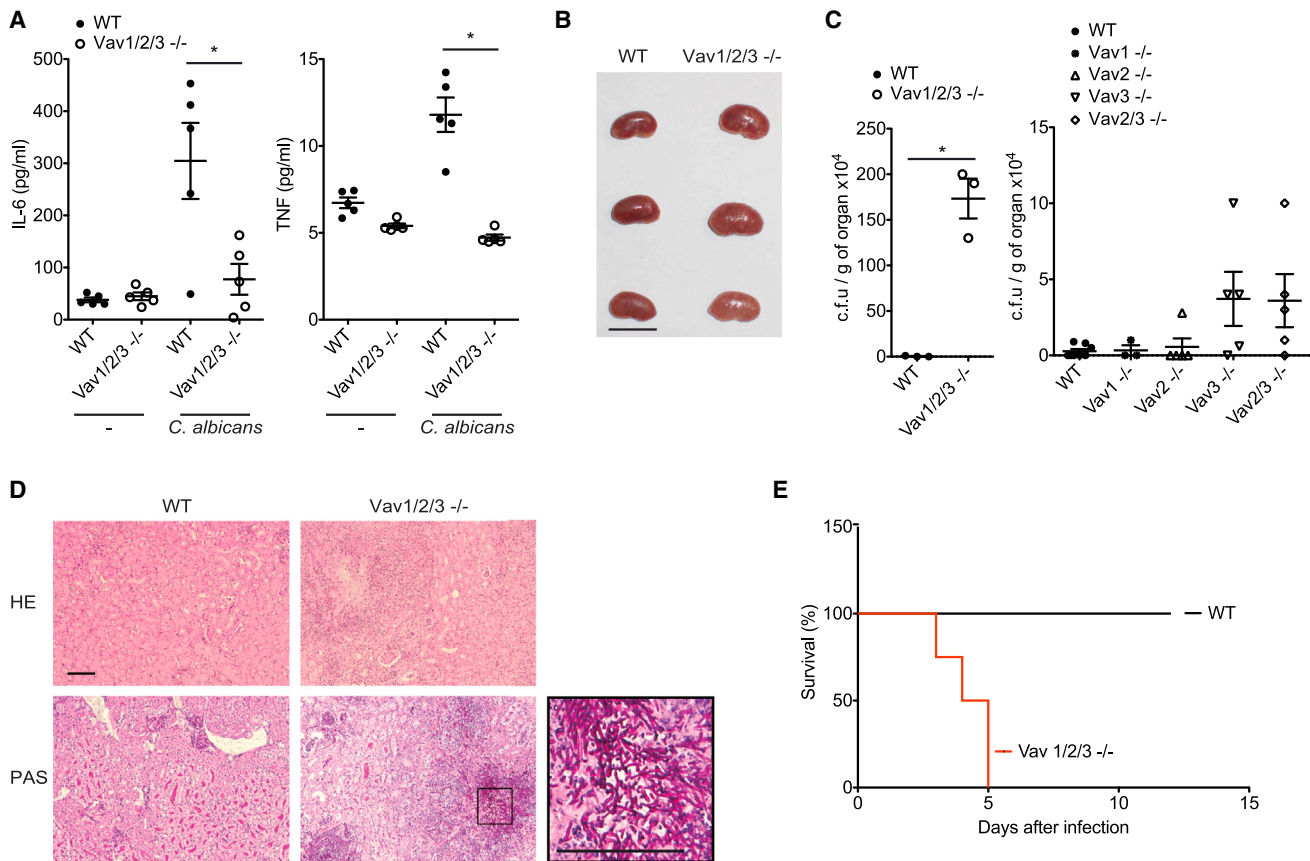 A
● WT
○ Vav1/2/3 -/-
IL-6 (pg/ml)
500
400
300
200
100
0
*
WT
Vav1/2/3 -/-
WT
Vav1/2/3 -/-
-
C. albicans
TNF (pg/ml)
15
10
5
0
*
WT
Vav1/2/3 -/-
WT
Vav1/2/3 -/-
-
C. albicans
B
WT Vav1/2/3 -/-
C
● WT
○ Vav1/2/3 -/-
c.f.u / g of organ x10⁴
250
200
150
100
50
0
*
WT
Vav1/2/3 -/-
WT
Vav1 -/-
Vav2 -/-
Vav3 -/-
Vav2/3 -/-
c.f.u / g of organ x10⁴
15
10
5
0
WT
Vav1 -/-
Vav2 -/-
Vav3 -/-
Vav2/3 -/-
D
WT Vav1/2/3 -/-
HE
PAS
E
Survival (%)
150
100
50
0
WT
Vav 1/2/3 -/-
0 5 10 15
Days after infection